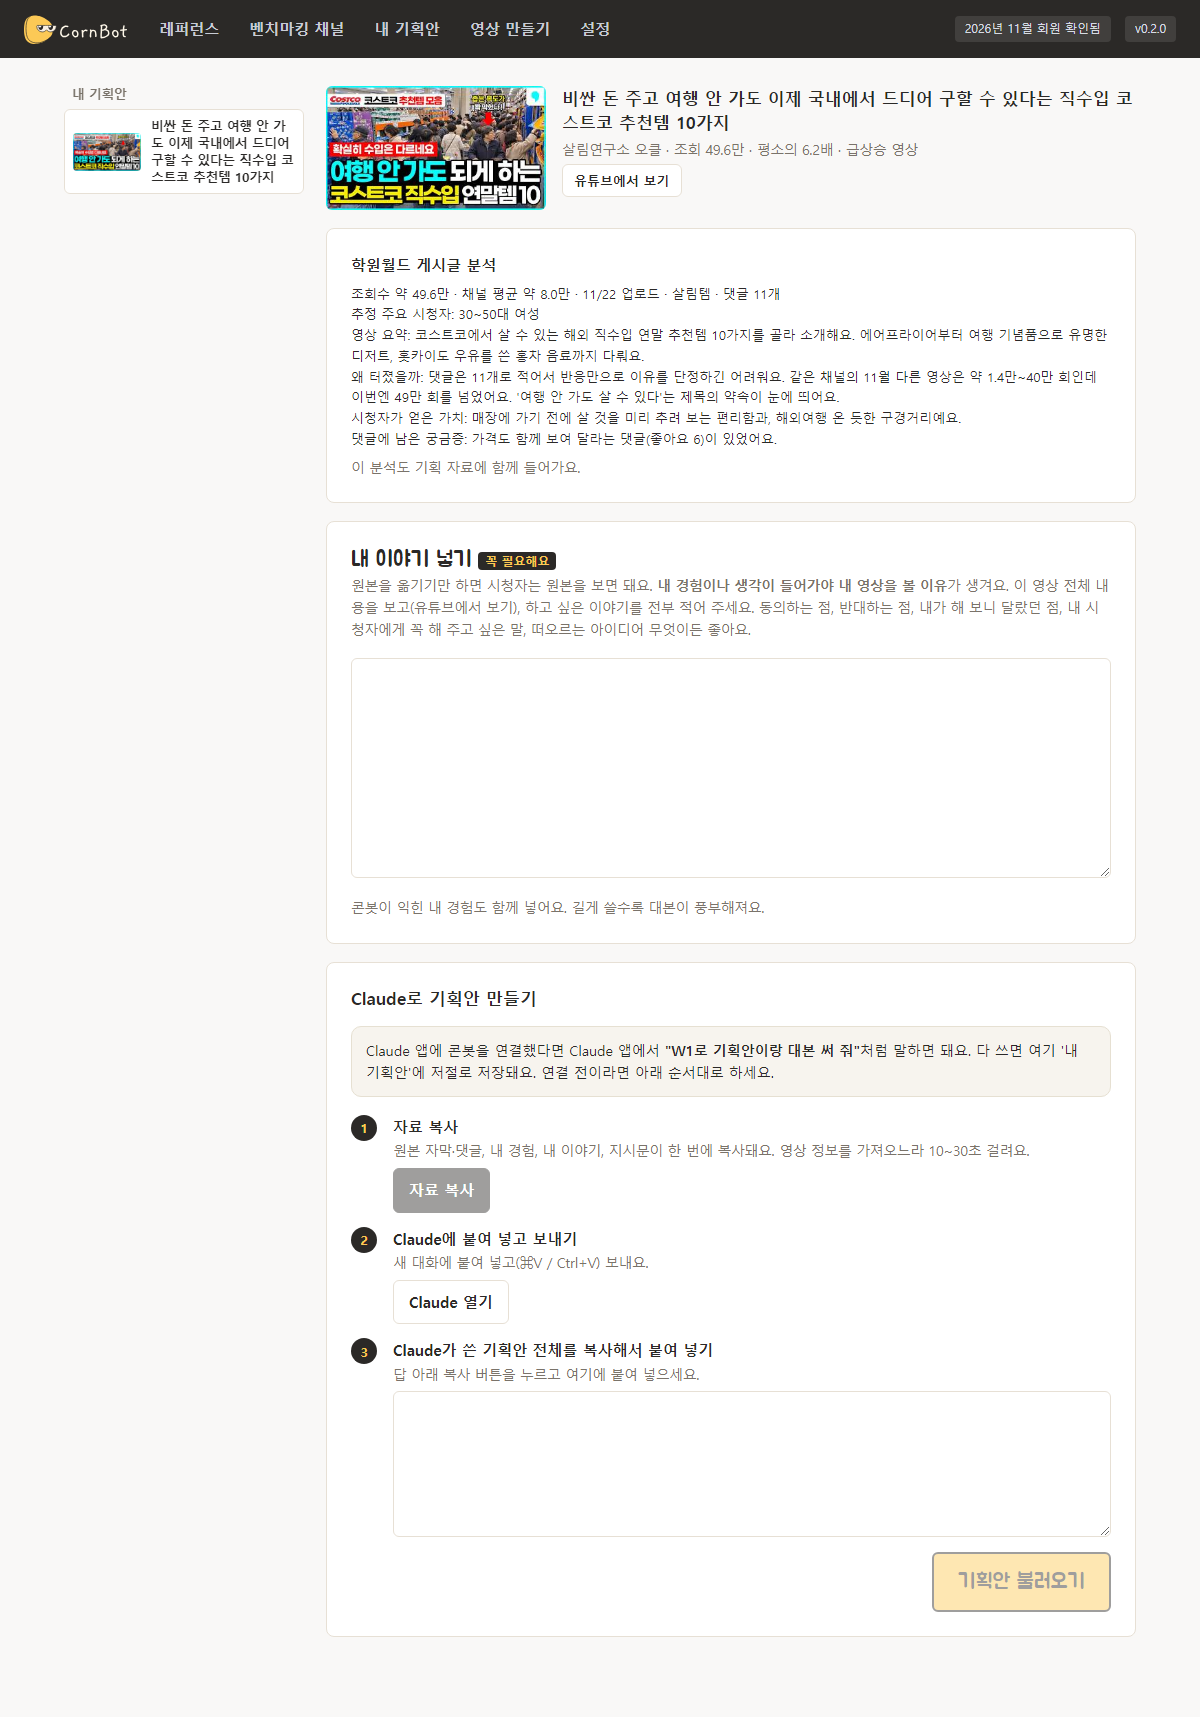 CornBot
레퍼런스
벤치마킹 채널
내 기획안
영상 만들기
설정
2026년 11월 회원 확인됨
v0.2.0
내 기획안
비싼 돈 주고 여행 안 가
도 이제 국내에서 드디어
구할 수 있다는 직수입 코
스트코 추천템 10가지
COSTCO 코스트코 추천템 모음
확실히 수입은 다르네요
여행 안 가도 되게 하는
코스트코 직수입 연말템 10
비싼 돈 주고 여행 안 가도 이제 국내에서 드디어 구할 수 있다는 직수입 코
스트코 추천템 10가지
살림연구소 오클 · 조회 49.6만 · 평소의 6.2배 · 급상승 영상
유튜브에서 보기
학원월드 게시글 분석
조회수 약 49.6만 · 채널 평균 약 8.0만 · 11/22 업로드 · 살림템 · 댓글 11개
추정 주요 시청자: 30~50대 여성
영상 요약: 코스트코에서 살 수 있는 해외 직수입 연말 추천템 10가지를 골라 소개해요. 에어프라이어부터 여행 기념품으로 유명한
디저트, 홋카이도 우유를 쓴 홍차 음료까지 다뤄요.
왜 터졌을까: 댓글은 11개로 적어서 반응만으로 이유를 단정하긴 어려워요. 같은 채널의 11월 다른 영상은 약 1.4만~40만 회인데
이번엔 49만 회를 넘었어요. '여행 안 가도 살 수 있다'는 제목의 약속이 눈에 띄어요.
시청자가 얻은 가치: 매장에 가기 전에 살 것을 미리 추려 보는 편리함과, 해외여행 온 듯한 구경거리예요.
댓글에 남은 궁금증: 가격도 함께 보여 달라는 댓글(좋아요 6)이 있었어요.
이 분석도 기획 자료에 함께 들어가요.
내 이야기 넣기 꼭 필요해요
원본을 옮기기만 하면 시청자는 원본을 보면 돼요. 내 경험이나 생각이 들어가야 내 영상을 볼 이유가 생겨요. 이 영상 전체 내
용을 보고(유튜브에서 보기), 하고 싶은 이야기를 전부 적어 주세요. 동의하는 점, 반대하는 점, 내가 해 보니 달랐던 점, 내 시
청자에게 꼭 해 주고 싶은 말, 떠오르는 아이디어 무엇이든 좋아요.
콘봇이 익힌 내 경험도 함께 넣어요. 길게 쓸수록 대본이 풍부해져요.
Claude로 기획안 만들기
Claude 앱에 콘봇을 연결했다면 Claude 앱에서 "W1로 기획안이랑 대본 써 줘"처럼 말하면 돼요. 다 쓰면 여기 '내
기획안'에 저절로 저장돼요. 연결 전이라면 아래 순서대로 하세요.
1 자료 복사
원본 자막·댓글, 내 경험, 내 이야기, 지시문이 한 번에 복사돼요. 영상 정보를 가져오느라 10~30초 걸려요.
자료 복사
2 Claude에 붙여 넣고 보내기
새 대화에 붙여 넣고(⌘V / Ctrl+V) 보내요.
Claude 열기
3 Claude가 쓴 기획안 전체를 복사해서 붙여 넣기
답 아래 복사 버튼을 누르고 여기에 붙여 넣으세요.
기획안 불러오기